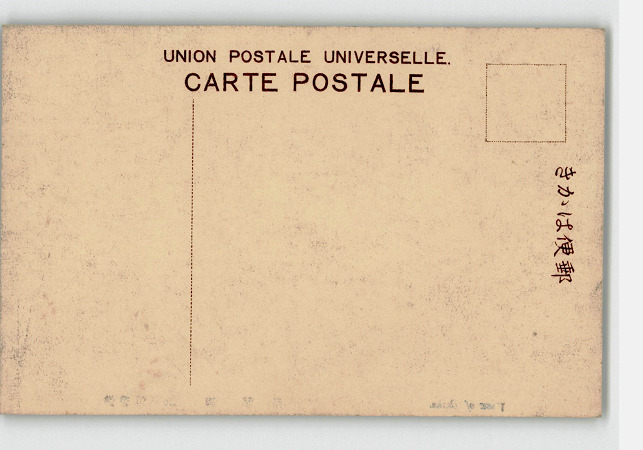 UNION POSTALE UNIVERSELLE.
CARTE POSTALE
きかは便郵